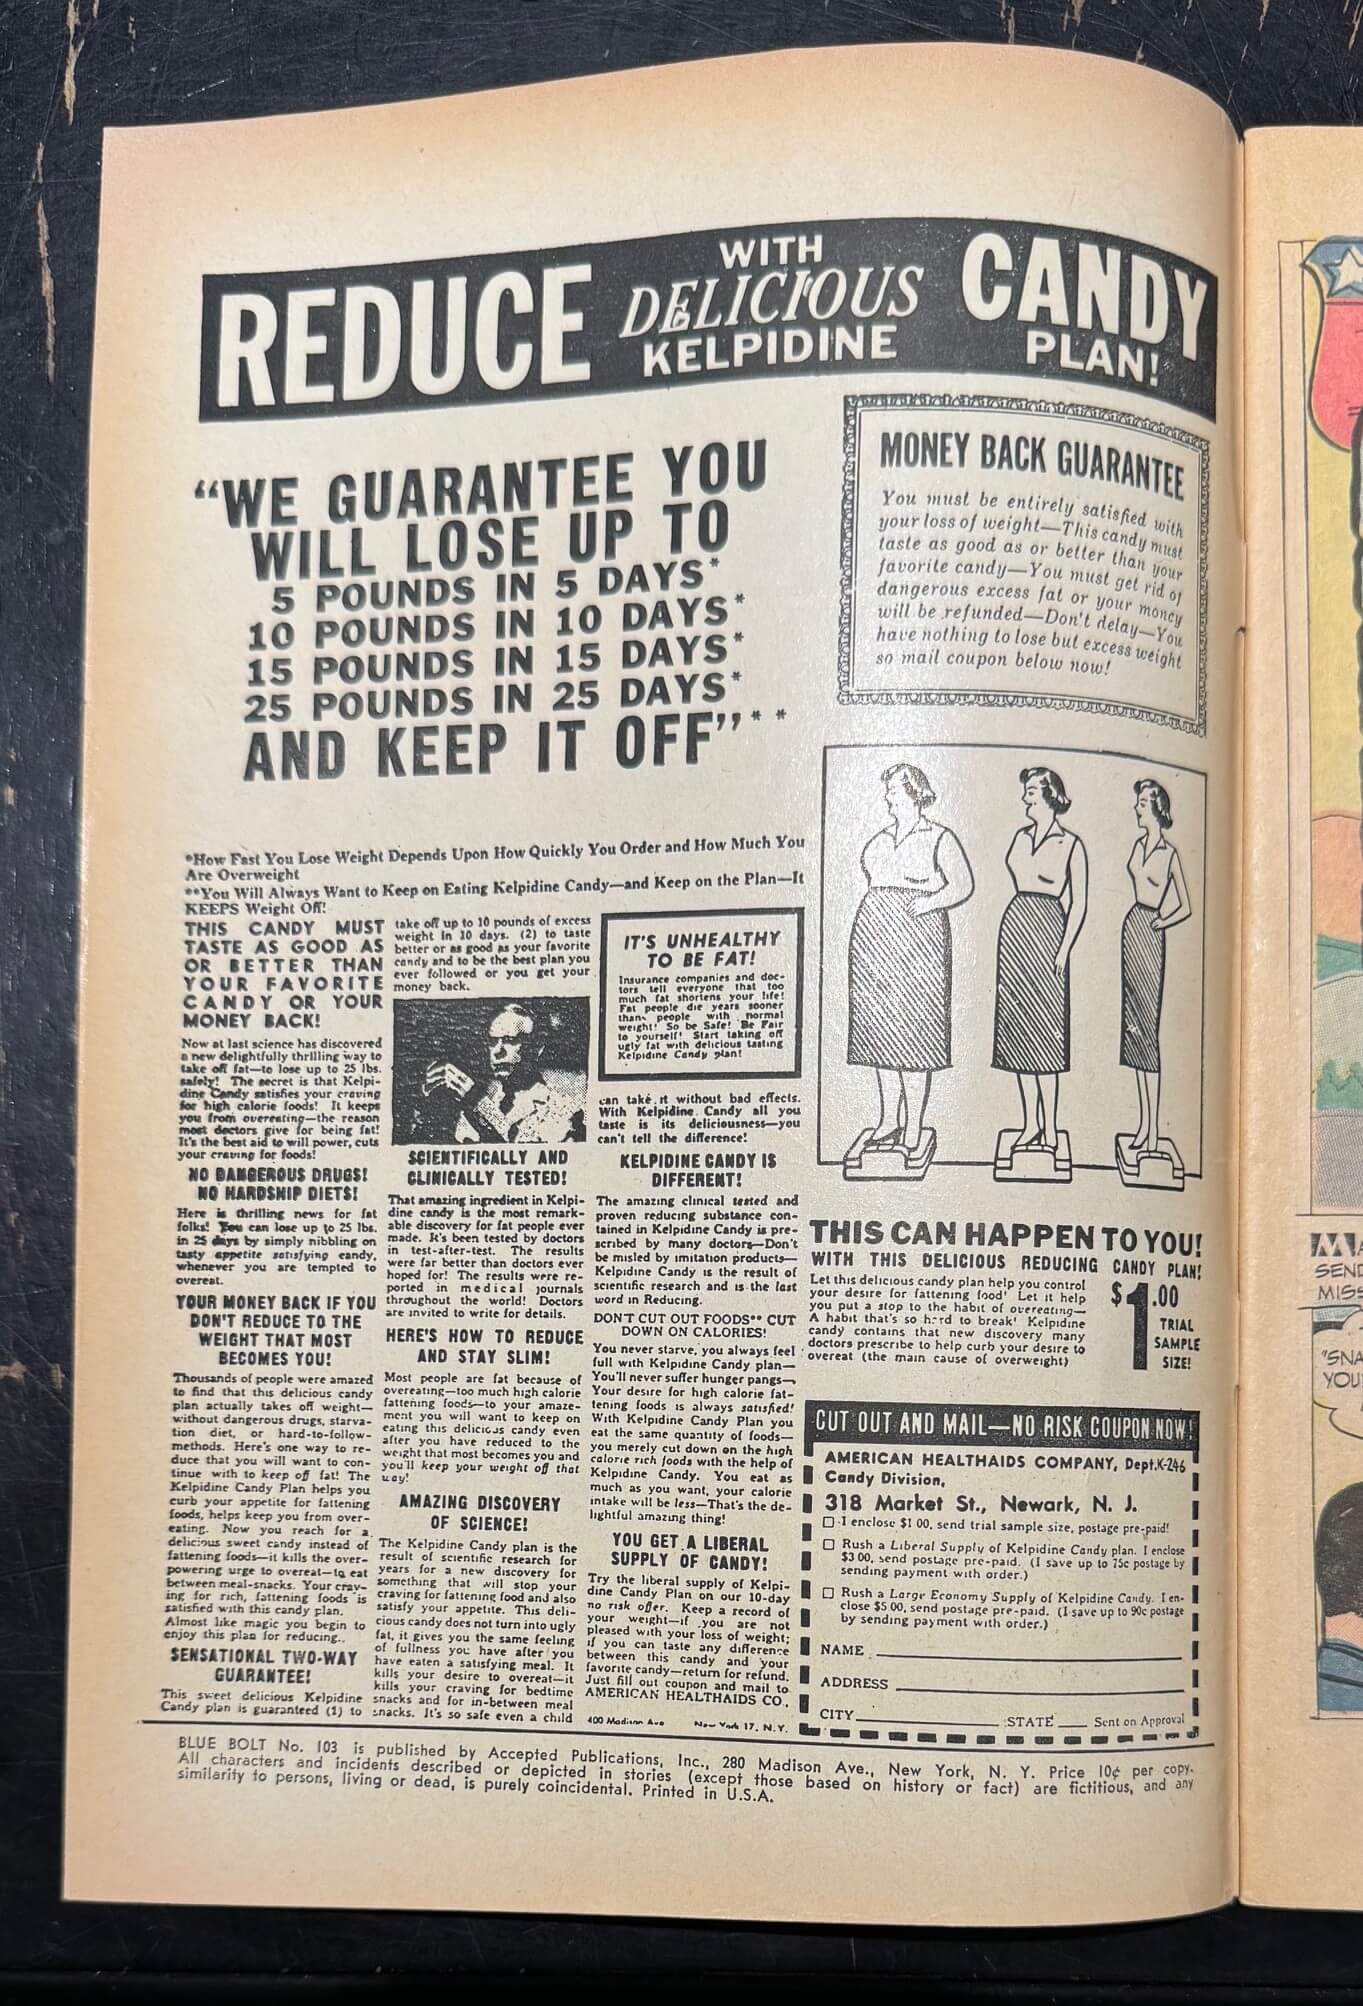 REDUCE WITH DELICIOUS KELPIDINE CANDY PLAN!
"WE GUARANTEE YOU
WILL LOSE UP TO
5 POUNDS IN 5 DAYS*
10 POUNDS IN 10 DAYS*
15 POUNDS IN 15 DAYS*
25 POUNDS IN 25 DAYS*
AND KEEP IT OFF"**
MONEY BACK GUARANTEE
You must be entirely satisfied with
your loss of weight—This candy must
taste as good as or better than your
favorite candy—You must get rid of
dangerous excess fat or your money
will be refunded—Don't delay—You
have nothing to lose but excess weight
so mail coupon below now!
*How Fast You Lose Weight Depends Upon How Quickly You Order and How Much You
Are Overweight
**You Will Always Want to Keep on Eating Kelpidine Candy—and Keep on the Plan—It
KEEPS Weight Off!
THIS CANDY MUST
TASTE AS GOOD AS
OR BETTER THAN
YOUR FAVORITE
CANDY OR YOUR
MONEY BACK!
Now at last science has discovered
a new delightfully thrilling way to
take off fat—to lose up to 25 lbs.
safely! The secret is that Kelpi-
dine Candy satisfies your craving
for high calorie foods! It keeps
you from overeating—the reason
most doctors give for being fat!
It's the best aid to will power, cuts
your craving for foods!
NO DANGEROUS DRUGS!
NO HARDSHIP DIETS!
Here is thrilling news for fat
folks! You can lose up to 25 lbs.
in 25 days by simply nibbling on
tasty appetite satisfying candy,
whenever you are tempted to
overeat.
YOUR MONEY BACK IF YOU
DON'T REDUCE TO THE
WEIGHT THAT MOST
BECOMES YOU!
Thousands of people were amazed
to find that this delicious candy
plan actually takes off weight—
without dangerous drugs, starva-
tion diet, or hard-to-follow-
methods. Here's one way to re-
duce that you will want to con-
tinue with to keep off fat! The
Kelpidine Candy Plan helps you
curb your appetite for fattening
foods, helps keep you from over-
eating. Now you reach for a
delicious sweet candy instead of
fattening foods—it kills the over-
powering urge to overeat—to eat
between meal-snacks. Your crav-
ing for rich, fattening foods is
satisfied with this candy plan.
Almost like magic you begin to
enjoy this plan for reducing..
SENSATIONAL TWO-WAY
GUARANTEE!
This sweet delicious Kelpidine
Candy plan is guaranteed (1) to
take off up to 10 pounds of excess
weight in 10 days. (2) to taste
better or as good as your favorite
candy and to be the best plan you
ever followed or you get your
money back.
SCIENTIFICALLY AND
CLINICALLY TESTED!
That amazing ingredient in Kelpi-
dine candy is the most remark-
able discovery for fat people ever
made. It's been tested by doctors
in test-after-test. The results
were far better than doctors ever
hoped for! The results were re-
ported in medical journals
throughout the world! Doctors
are invited to write for details.
HERE'S HOW TO REDUCE
AND STAY SLIM!
Most people are fat because of
overeating—too much high calorie
fattening foods—to your amaze-
ment you will want to keep on
eating this delicious candy even
after you have reduced to the
weight that most becomes you and
you'll keep your weight off that
way!
AMAZING DISCOVERY
OF SCIENCE!
The Kelpidine Candy plan is the
result of scientific research for
years for a new discovery for
something that will stop your
craving for fattening food and also
satisfy your appetite. This deli-
cious candy does not turn into ugly
fat, it gives you the same feeling
of fullness you have after you
have eaten a satisfying meal. It
kills your desire to overeat—it
kills your craving for bedtime
snacks and for in-between meal
snacks. It's so safe even a child
IT'S UNHEALTHY
TO BE FAT!
Insurance companies and doc-
tors tell everyone that too
much fat shortens your life!
Fat people die years sooner
than people with normal
weight! So be Safe! Be Fair
to yourself! Start taking off
ugly fat with delicious tasting
Kelpidine Candy plan!
can take it without bad effects.
With Kelpidine Candy all you
taste is its deliciousness—you
can't tell the difference!
KELPIDINE CANDY IS
DIFFERENT!
The amazing clinical tested and
proven reducing substance con-
tained in Kelpidine Candy is pre-
scribed by many doctors—Don't
be misled by imitation products—
Kelpidine Candy is the result of
scientific research and is the last
word in Reducing.
DON'T CUT OUT FOODS** CUT
DOWN ON CALORIES!
You never starve, you always feel
full with Kelpidine Candy plan—
You'll never suffer hunger pangs—
Your desire for high calorie fat-
tening foods is always satisfied!
With Kelpidine Candy Plan you
eat the same quantity of foods—
you merely cut down on the high
calorie rich foods with the help of
Kelpidine Candy. You eat as
much as you want, your calorie
intake will be less—That's the de-
lightful amazing thing!
YOU GET A LIBERAL
SUPPLY OF CANDY!
Try the liberal supply of Kelpi-
dine Candy Plan on our 10-day
no risk offer. Keep a record of
your weight—if you are not
pleased with your loss of weight;
if you can taste any difference
between this candy and your
favorite candy—return for refund.
Just fill out coupon and mail to
AMERICAN HEALTHAIDS CO.,
400 Madison Ave New York 17, N.Y.
THIS CAN HAPPEN TO YOU!
WITH THIS DELICIOUS REDUCING CANDY PLAN!
Let this delicious candy plan help you control
your desire for fattening food! Let it help
you put a stop to the habit of overeating—
A habit that's so hard to break! Kelpidine
candy contains that new discovery many
doctors prescribe to help curb your desire to
overeat (the main cause of overweight)
$1.00
TRIAL
SAMPLE
SIZE!
CUT OUT AND MAIL—NO RISK COUPON NOW!
AMERICAN HEALTHAIDS COMPANY, Dept.K-246
Candy Division,
318 Market St., Newark, N. J.
I enclose $1.00, send trial sample size, postage pre-paid!
Rush a Liberal Supply of Kelpidine Candy plan. I enclose
$3.00, send postage pre-paid. (I save up to 75c postage by
sending payment with order.)
Rush a Large Economy Supply of Kelpidine Candy. I en-
close $5.00, send postage pre-paid. (I save up to 90c postage
by sending payment with order.)
NAME
ADDRESS
CITY STATE Sent on Approval
BLUE BOLT No. 103 is published by Accepted Publications, Inc., 280 Madison Ave., New York, N. Y. Price 10¢ per copy.
All characters and incidents described or depicted in stories (except those based on history or fact) are fictitious, and any
similarity to persons, living or dead, is purely coincidental. Printed in U.S.A.
SEND
MISS
"SNA
YOU